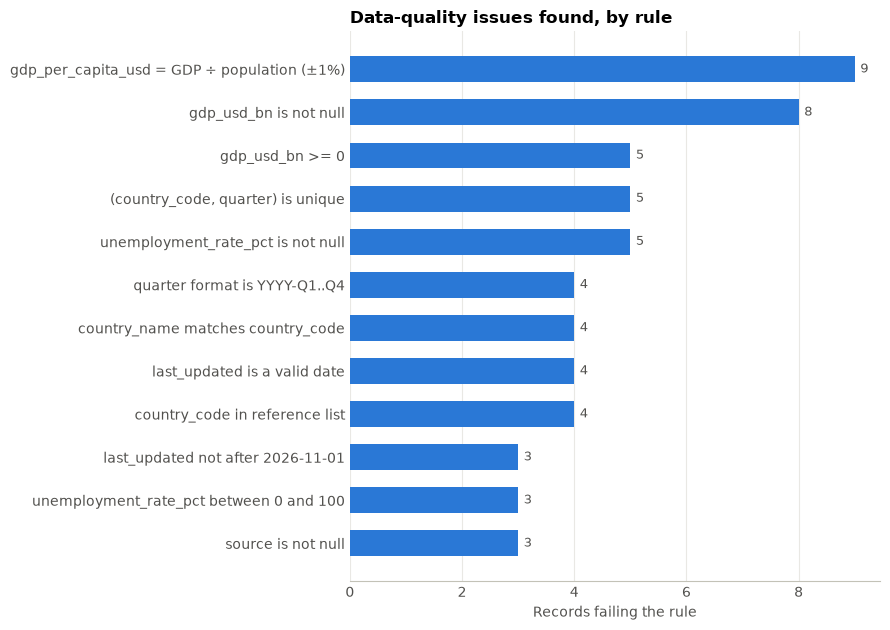 Data-quality issues found, by rule
gdp_per_capita_usd = GDP ÷ population (±1%) 9
gdp_usd_bn is not null 8
gdp_usd_bn >= 0 5
(country_code, quarter) is unique 5
unemployment_rate_pct is not null 5
quarter format is YYYY-Q1..Q4 4
country_name matches country_code 4
last_updated is a valid date 4
country_code in reference list 4
last_updated not after 2026-11-01 3
unemployment_rate_pct between 0 and 100 3
source is not null 3
0 2 4 6 8
Records failing the rule